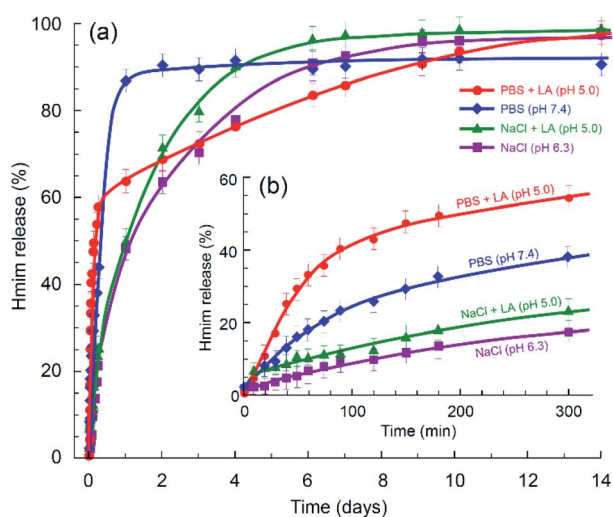 100
80
60
40
20
0
Hmim release (%)
(a)
PBS + LA (pH 5.0)
PBS (pH 7.4)
NaCl + LA (pH 5.0)
NaCl (pH 6.3)
(b)
60
40
20
0
Hmim release (%)
PBS + LA (pH 5.0)
PBS (pH 7.4)
NaCl + LA (pH 5.0)
NaCl (pH 6.3)
0 100 200 300
Time (min)
0 2 4 6 8 10 12 14
Time (days)